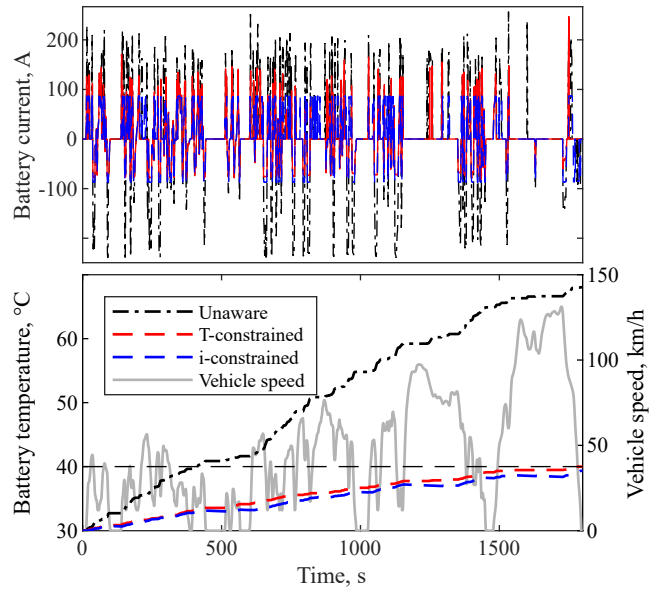 Battery current, A
200
100
0
-100
Battery temperature, °C
60
50
40
30
Unaware
T-constrained
i-constrained
Vehicle speed
150
100
50
0
Vehicle speed, km/h
0
500
1000
1500
Time, s